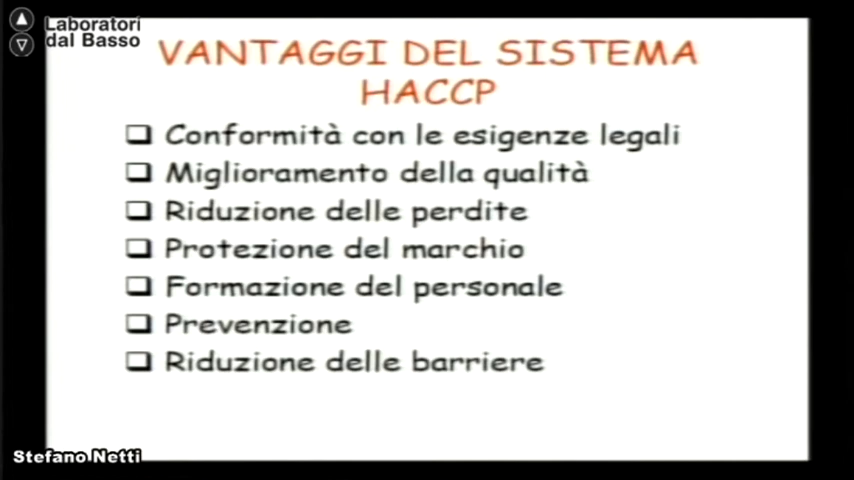 Laboratori
dal Basso
VANTAGGI DEL SISTEMA
HACCP
Conformità con le esigenze legali
Miglioramento della qualità
Riduzione delle perdite
Protezione del marchio
Formazione del personale
Prevenzione
Riduzione delle barriere
Stefano Netti